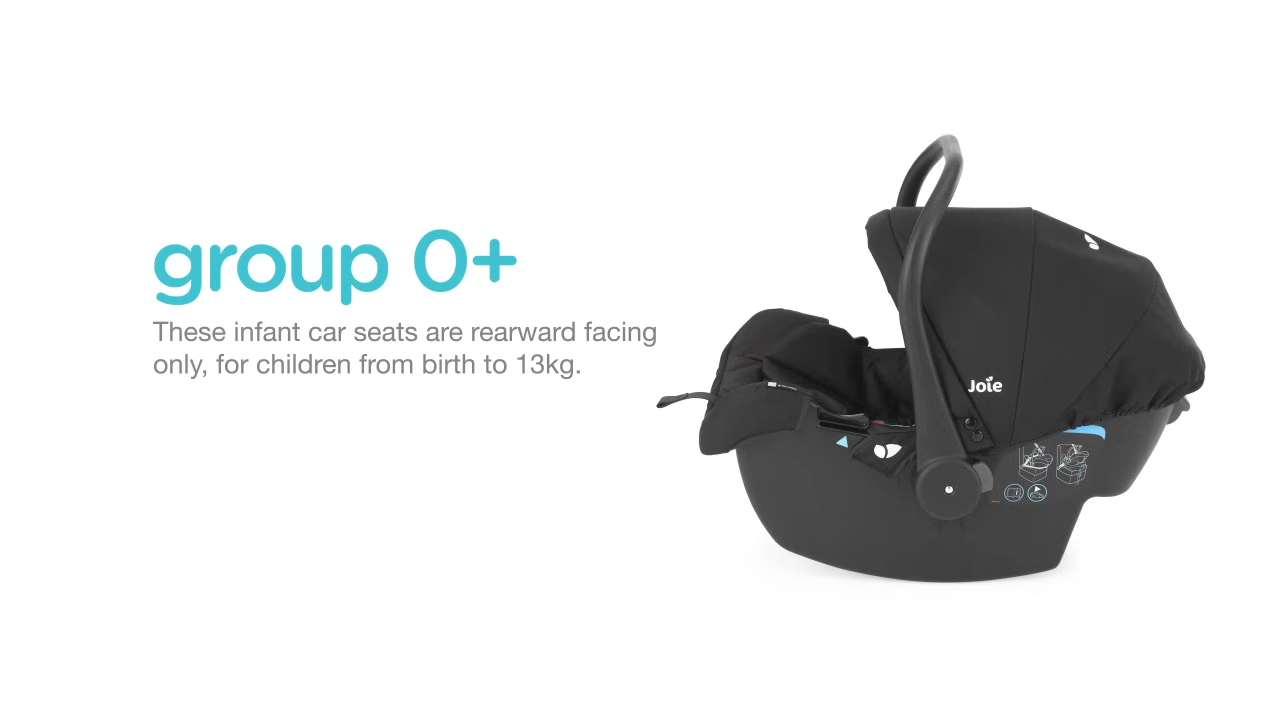 group 0+
These infant car seats are rearward facing
only, for children from birth to 13kg.
Joie